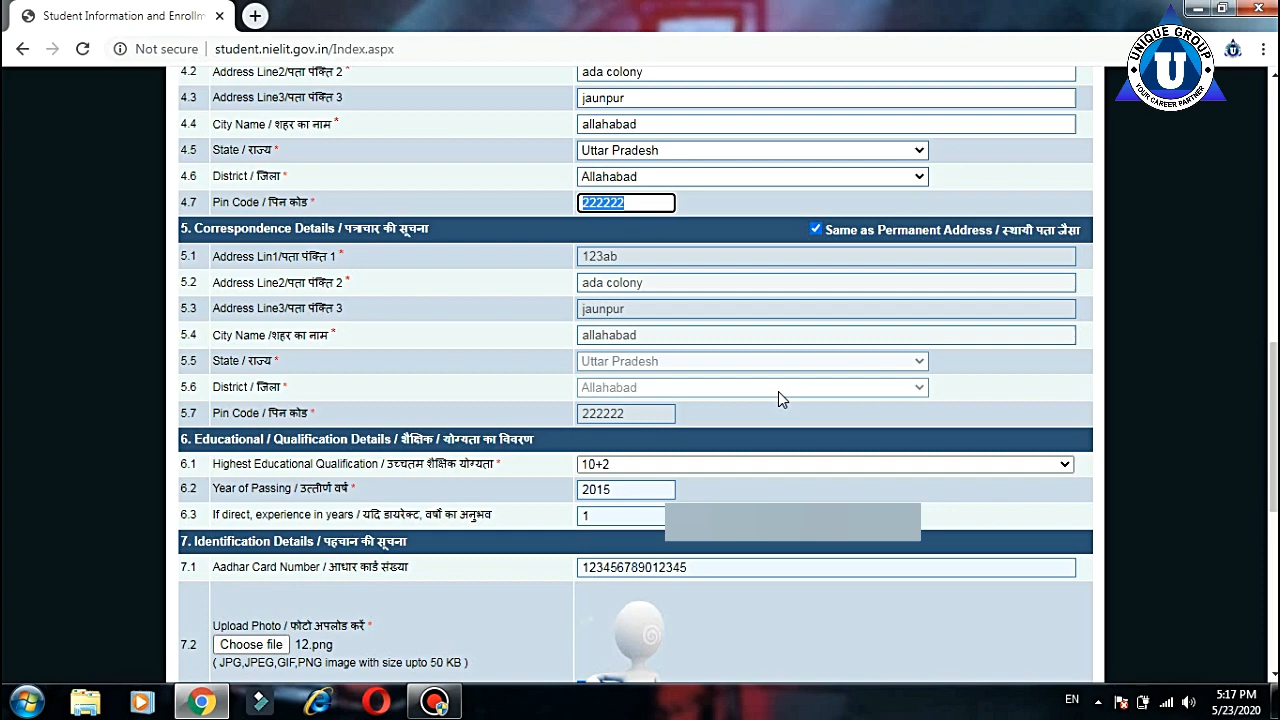 Student Information and Enrollm
Not secure student.nielit.gov.in/Index.aspx
UNIQUE GROUP
U
YOUR CAREER PARTNER
4.2 Address Line2/पता पंक्ति 2 * ada colony
4.3 Address Line3/पता पंक्ति 3 jaunpur
4.4 City Name / शहर का नाम * allahabad
4.5 State / राज्य * Uttar Pradesh
4.6 District / जिला * Allahabad
4.7 Pin Code / पिन कोड * 222222
5. Correspondence Details / पत्राचार की सूचना Same as Permanent Address / स्थायी पता जैसा
5.1 Address Lin1/पता पंक्ति 1 * 123ab
5.2 Address Line2/पता पंक्ति 2 * ada colony
5.3 Address Line3/पता पंक्ति 3 jaunpur
5.4 City Name /शहर का नाम * allahabad
5.5 State / राज्य * Uttar Pradesh
5.6 District / जिला * Allahabad
5.7 Pin Code / पिन कोड * 222222
6. Educational / Qualification Details / शैक्षिक / योग्यता का विवरण
6.1 Highest Educational Qualification / उच्चतम शैक्षिक योग्यता * 10+2
6.2 Year of Passing / उत्तीर्ण वर्ष * 2015
6.3 If direct, experience in years / यदि डायरेक्ट, वर्षों का अनुभव 1
7. Identification Details / पहचान की सूचना
7.1 Aadhar Card Number / आधार कार्ड संख्या 123456789012345
Upload Photo / फोटो अपलोड करें *
7.2 Choose file 12.png
( JPG,JPEG,GIF,PNG image with size upto 50 KB )
EN
5:17 PM
5/23/2020